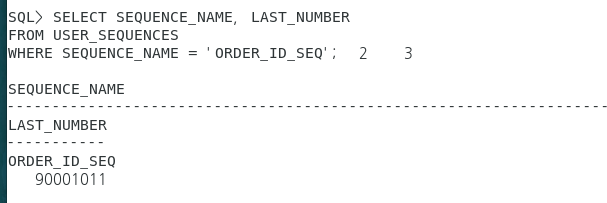 SQL> SELECT SEQUENCE_NAME, LAST_NUMBER
FROM USER_SEQUENCES
WHERE SEQUENCE_NAME = 'ORDER_ID_SEQ';  2    3
SEQUENCE_NAME
--------------------------------------------------------------------------------
LAST_NUMBER
-----------
ORDER_ID_SEQ
   90001011